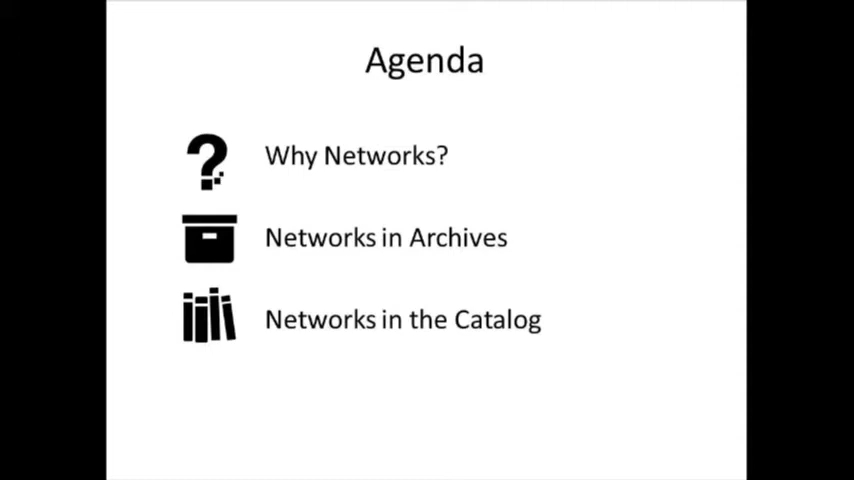 Agenda
Why Networks?
Networks in Archives
Networks in the Catalog